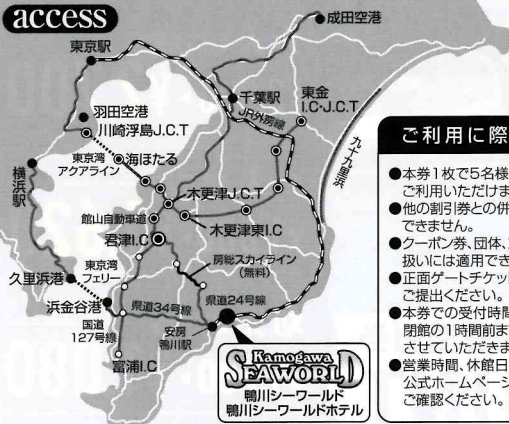 access
成田空港
東京駅
千葉駅
東金
I.C・J.C.T
JR外房線
羽田空港
川崎浮島J.C.T
東京湾
アクアライン
海ほたる
九十九里浜
横浜駅
木更津J.C.T
館山自動車道
木更津東I.C
君津I.C
房総スカイライン
(無料)
東京湾
フェリー
久里浜港
浜金谷港
県道34号線
県道24号線
国道
127号線
安房
鴨川駅
富浦I.C
Kamogawa
SEAWORLD
鴨川シーワールド
鴨川シーワールドホテル
ご利用に際
●本券1枚で5名様
ご利用いただけま
●他の割引券との併
できません。
●クーポン券、団体、
扱いには適用でき
●正面ゲートチケッ
ご提出ください。
●本券での受付時間
閉館の1時間前ま
させていただきま
●営業時間、休館日
公式ホームページ
ご確認ください。